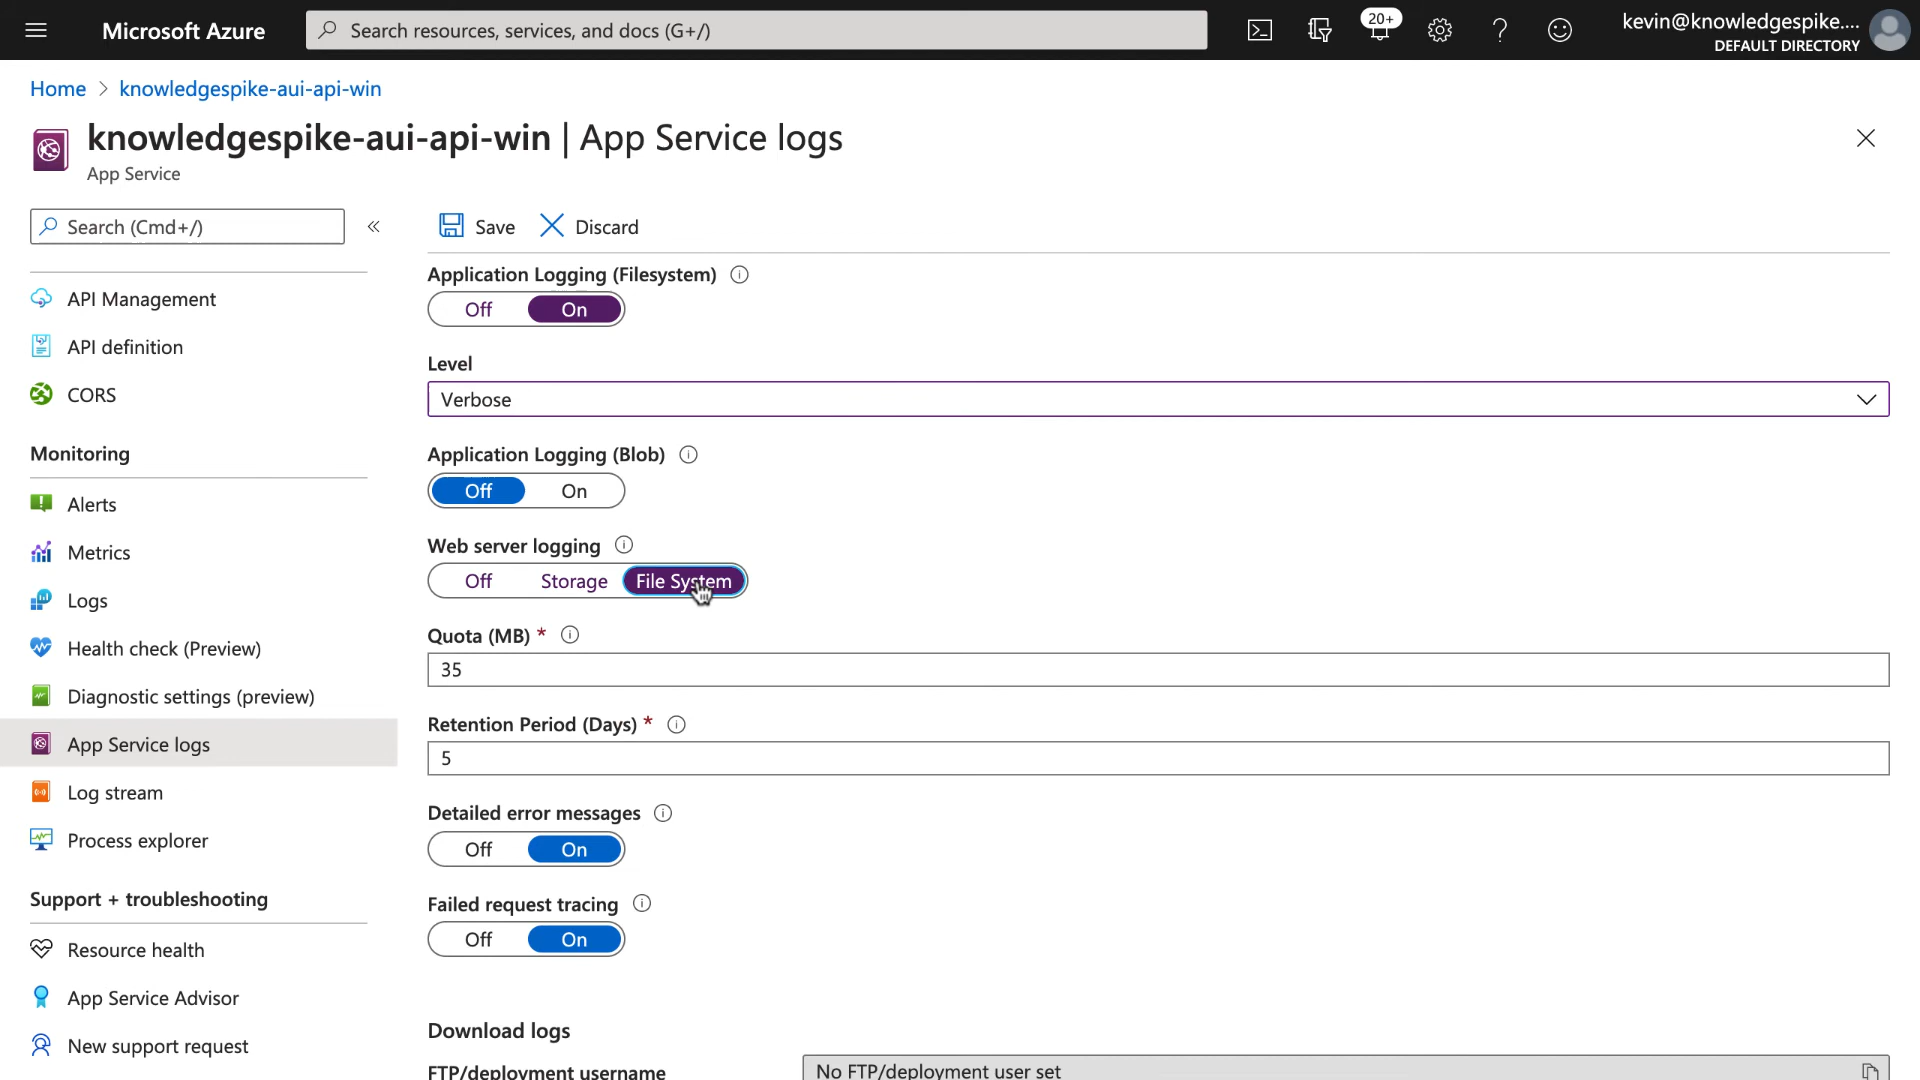 Microsoft Azure
Search resources, services, and docs (G+/)
20+
kevin@knowledgespike....
DEFAULT DIRECTORY
Home > knowledgespike-aui-api-win
knowledgespike-aui-api-win | App Service logs
App Service
Search (Cmd+/)
«
Save
Discard
API Management
API definition
CORS
Monitoring
Alerts
Metrics
Logs
Health check (Preview)
Diagnostic settings (preview)
App Service logs
Log stream
Process explorer
Support + troubleshooting
Resource health
App Service Advisor
New support request
Application Logging (Filesystem)
Off On
Level
Verbose
Application Logging (Blob)
Off On
Web server logging
Off Storage File System
Quota (MB) *
35
Retention Period (Days) *
5
Detailed error messages
Off On
Failed request tracing
Off On
Download logs
FTP/deployment username
No FTP/deployment user set